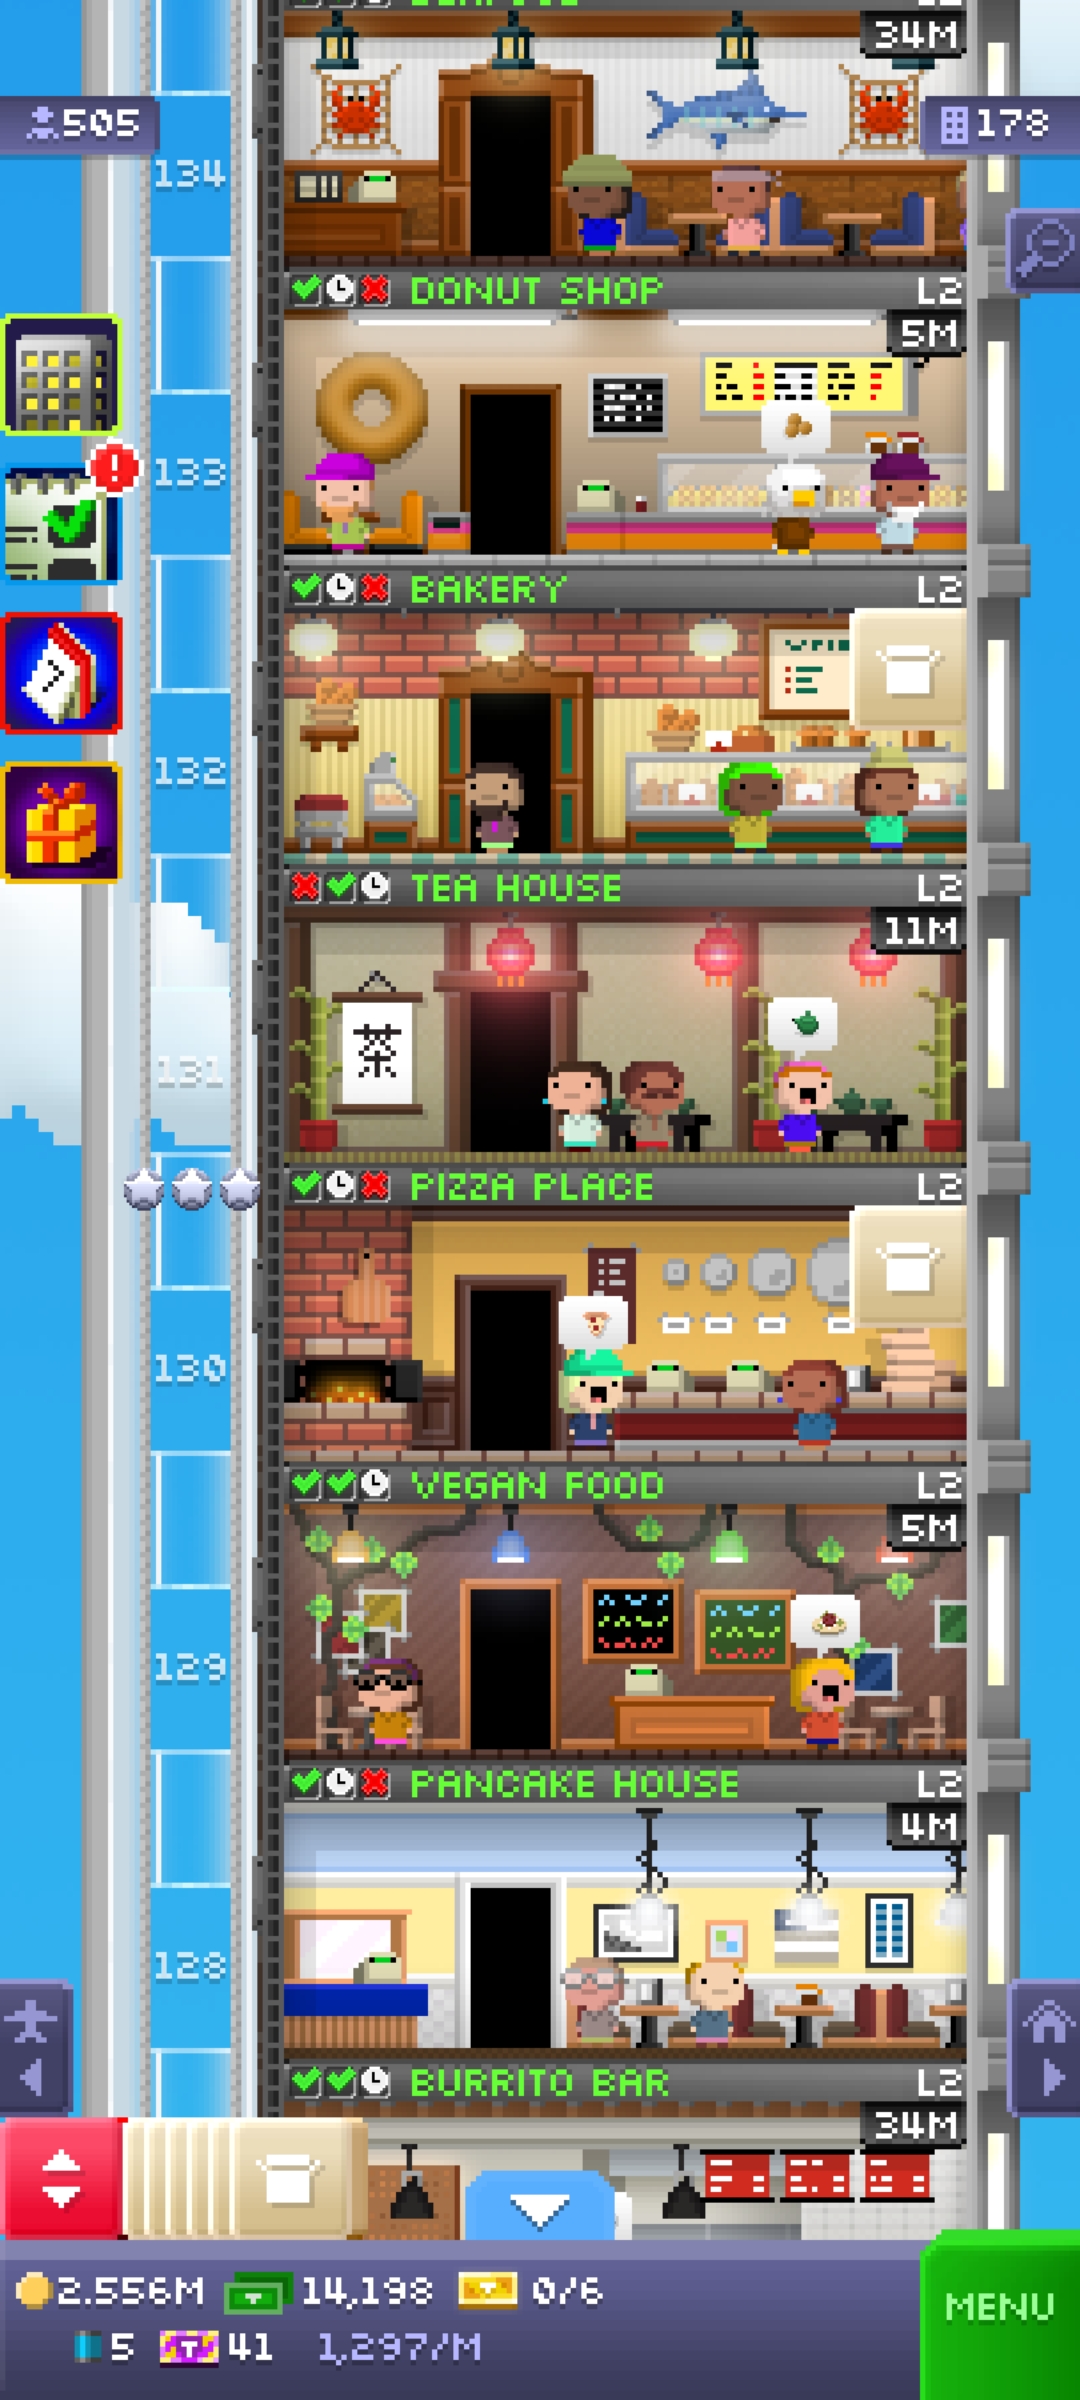 L2
34M
505
178
134
DONUT SHOP L2
5M
133
BAKERY L2
132
TEA HOUSE L2
11M
茶
131
PIZZA PLACE L2
130
VEGAN FOOD L2
5M
129
PANCAKE HOUSE L2
4M
128
BURRITO BAR L2
34M
2.556M 14,198 0/6
5 41 1,297/M
MENU